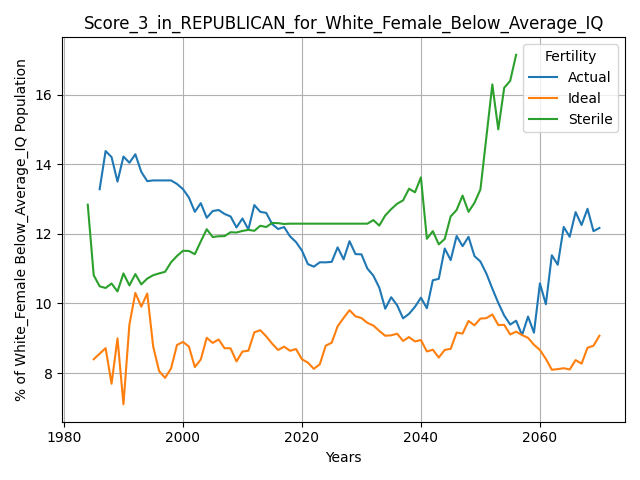 Score_3_in_REPUBLICAN_for_White_Female_Below_Average_IQ
% of White_Female Below_Average_IQ Population
16
14
12
10
8
Fertility
Actual
Ideal
Sterile
1980
2000
2020
2040
2060
Years